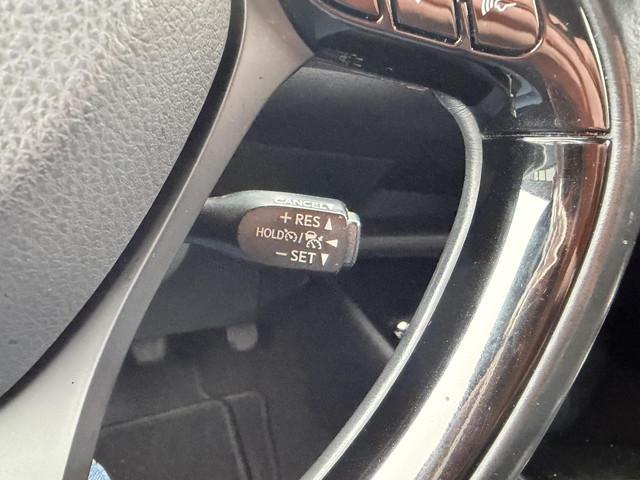 CANCEL▼
+ RES ▲
HOLD / ◄
− SET ▼